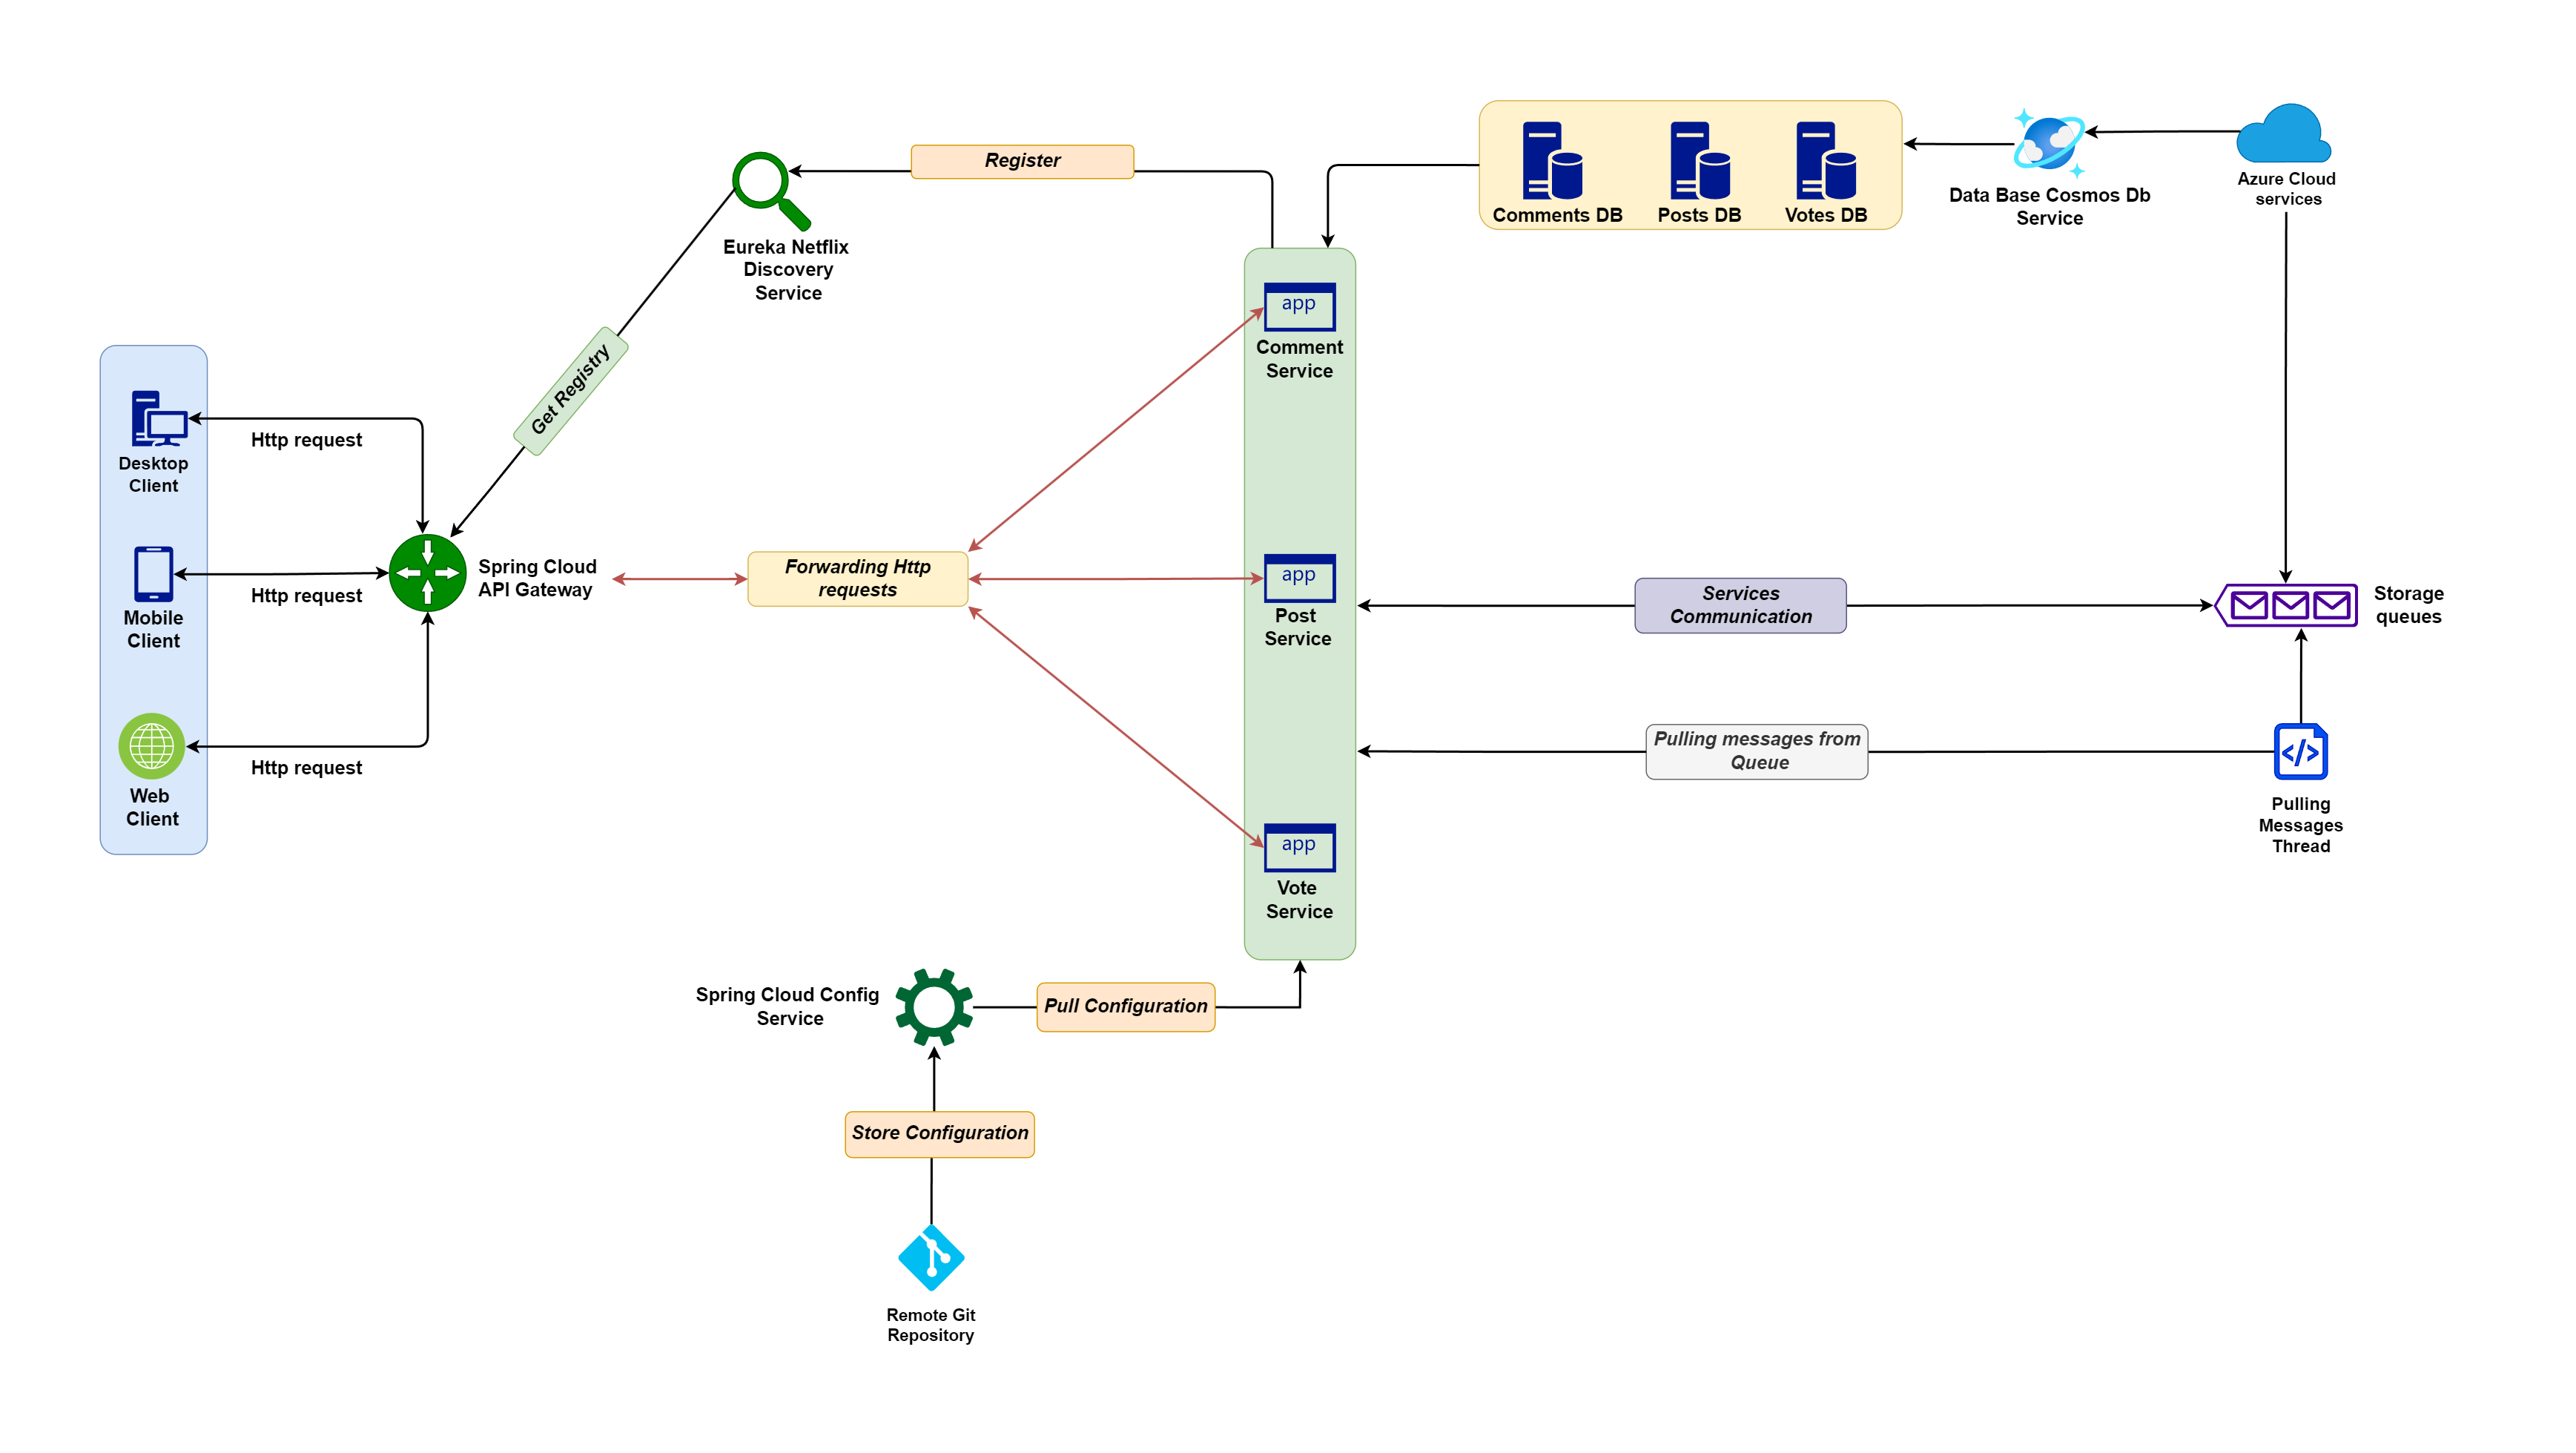 Register
Eureka Netflix
Discovery
Service
Get Registry
Comments DB
Posts DB
Votes DB
Data Base Cosmos Db
Service
Azure Cloud
services
Desktop
Client
Http request
Mobile
Client
Http request
Web
Client
Http request
Spring Cloud
API Gateway
Forwarding Http
requests
app
Comment
Service
app
Post
Service
app
Vote
Service
Services
Communication
Storage
queues
Pulling messages from
Queue
Pulling
Messages
Thread
Spring Cloud Config
Service
Pull Configuration
Store Configuration
Remote Git
Repository